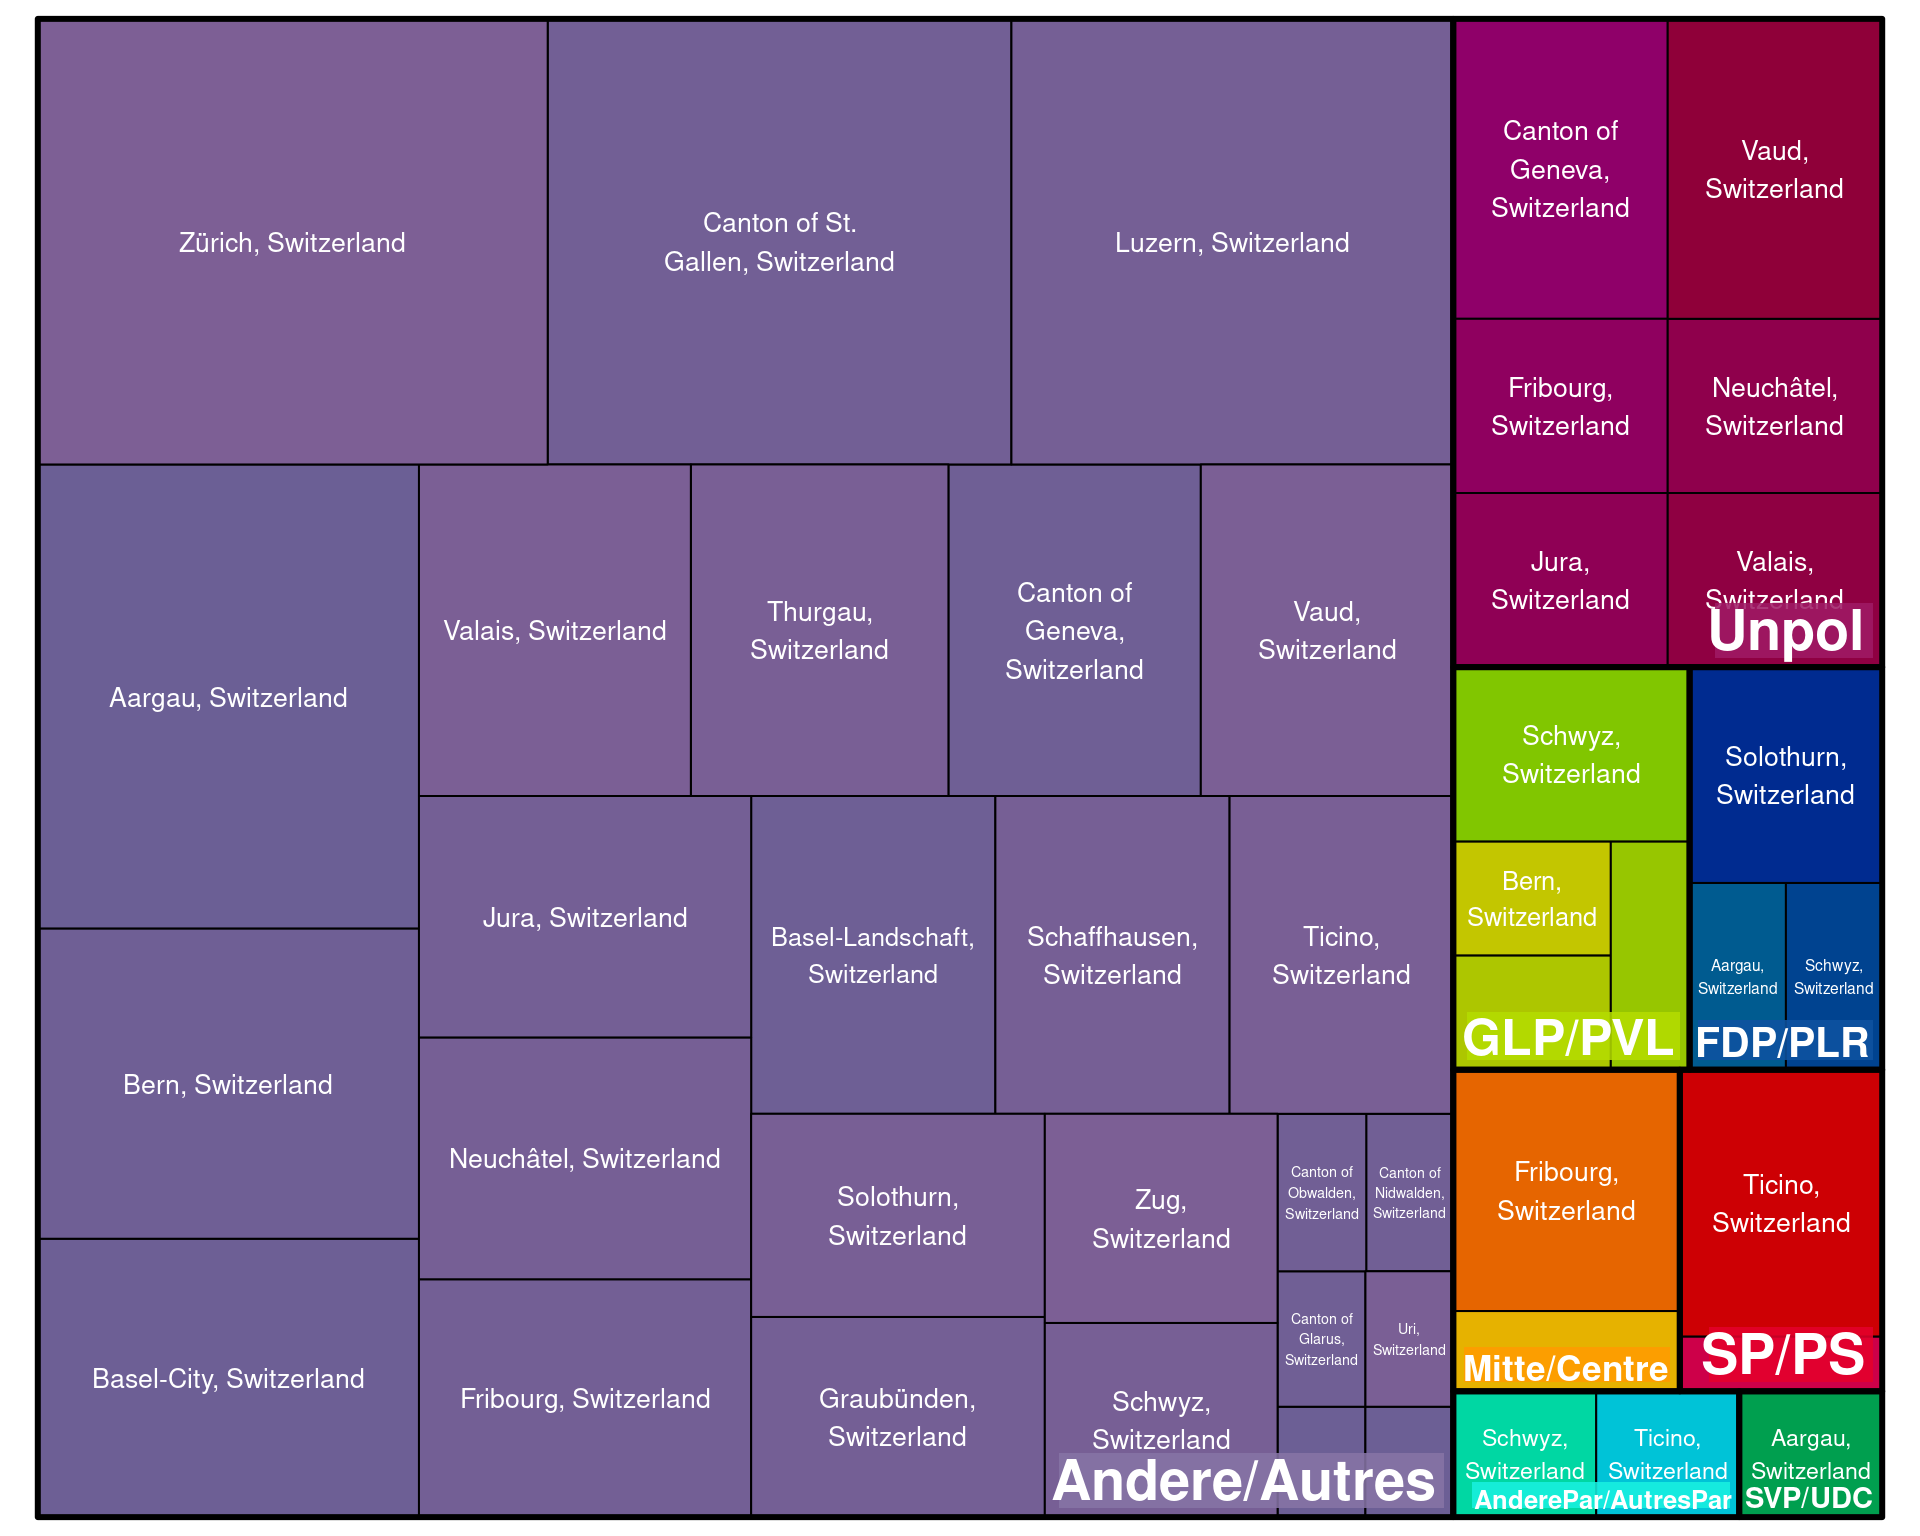 Zürich, Switzerland
Canton of St.
Gallen, Switzerland
Luzern, Switzerland
Aargau, Switzerland
Valais, Switzerland
Thurgau,
Switzerland
Canton of
Geneva,
Switzerland
Vaud,
Switzerland
Bern, Switzerland
Basel-City, Switzerland
Jura, Switzerland
Neuchâtel, Switzerland
Fribourg, Switzerland
Basel-Landschaft,
Switzerland
Schaffhausen,
Switzerland
Ticino,
Switzerland
Solothurn,
Switzerland
Graubünden,
Switzerland
Zug,
Switzerland
Schwyz,
Switzerland
Canton of
Obwalden,
Switzerland
Canton of
Nidwalden,
Switzerland
Canton of
Glarus,
Switzerland
Uri,
Switzerland
Andere/Autres
Canton of
Geneva,
Switzerland
Vaud,
Switzerland
Fribourg,
Switzerland
Neuchâtel,
Switzerland
Jura,
Switzerland
Valais,
Switzerland
Unpol
Schwyz,
Switzerland
Bern,
Switzerland
GLP/PVL
Solothurn,
Switzerland
Aargau,
Switzerland
Schwyz,
Switzerland
FDP/PLR
Fribourg,
Switzerland
Mitte/Centre
Ticino,
Switzerland
SP/PS
Schwyz,
Switzerland
Ticino,
Switzerland
AnderePar/AutresPar
Aargau,
Switzerland
SVP/UDC